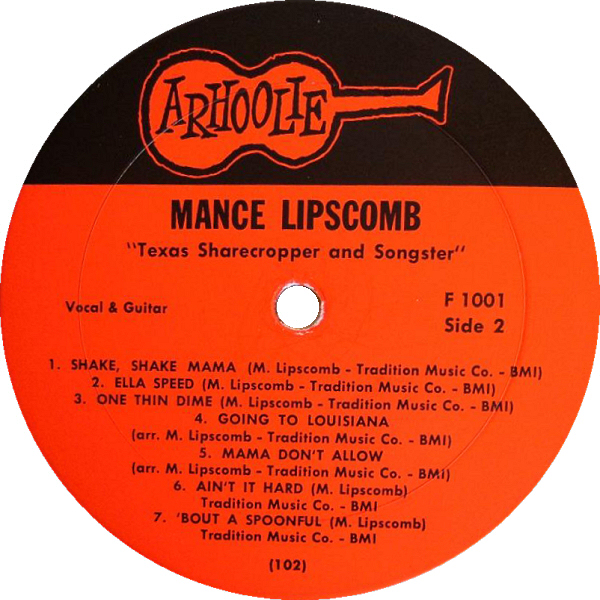 ARHOOLIE
MANCE LIPSCOMB
"Texas Sharecropper and Songster"
Vocal & Guitar
F 1001
Side 2
1. SHAKE, SHAKE MAMA (M. Lipscomb - Tradition Music Co. - BMI)
2. ELLA SPEED (M. Lipscomb - Tradition Music Co. - BMI)
3. ONE THIN DIME (M. Lipscomb - Tradition Music Co. - BMI)
4. GOING TO LOUISIANA
(arr. M. Lipscomb - Tradition Music Co. - BMI)
5. MAMA DON'T ALLOW
(arr. M. Lipscomb - Tradition Music Co. - BMI)
6. AIN'T IT HARD (M. Lipscomb)
Tradition Music Co. - BMI
7. 'BOUT A SPOONFUL (M. Lipscomb)
Tradition Music Co. - BMI
(102)